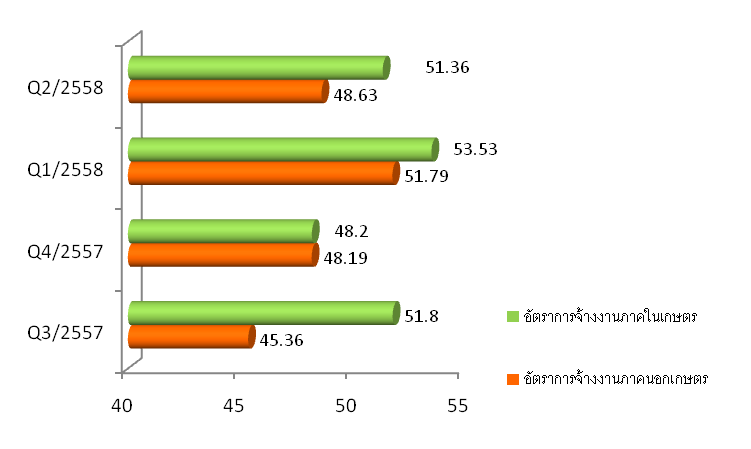 Q2/2558
51.36
48.63
Q1/2558
53.53
51.79
Q4/2557
48.2
48.19
Q3/2557
51.8
45.36
40 45 50 55
อัตราการจ้างงานภาคในเกษตร
อัตราการจ้างงานภาคนอกเกษตร